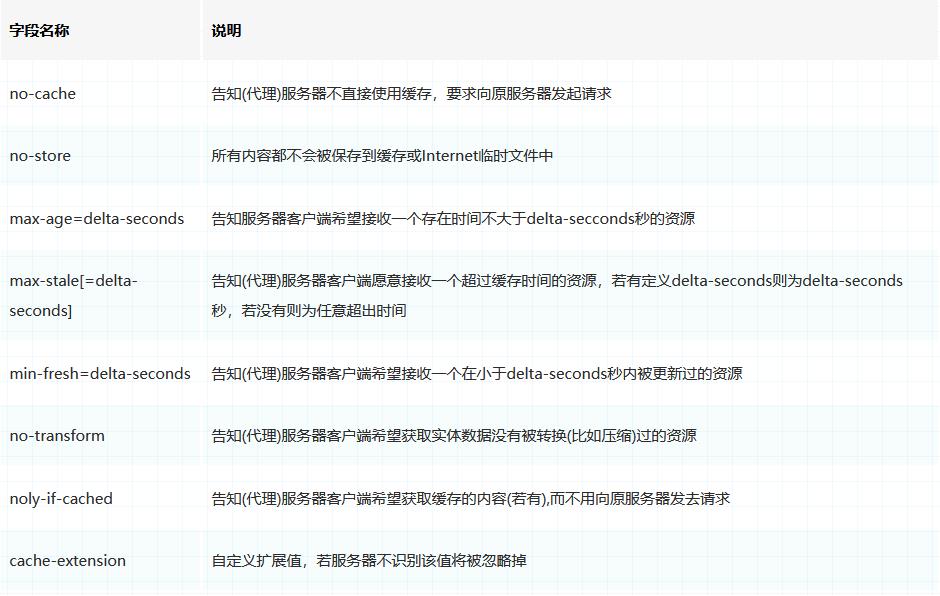 字段名称 说明
no-cache 告知(代理)服务器不直接使用缓存，要求向原服务器发起请求
no-store 所有内容都不会被保存到缓存或Internet临时文件中
max-age=delta-seconds 告知服务器客户端希望接收一个存在时间不大于delta-secconds秒的资源
max-stale[=delta- 告知(代理)服务器客户端愿意接收一个超过缓存时间的资源，若有定义delta-seconds则为delta-seconds
seconds] 秒，若没有则为任意超出时间
min-fresh=delta-seconds 告知(代理)服务器客户端希望接收一个在小于delta-seconds秒内被更新过的资源
no-transform 告知(代理)服务器客户端希望获取实体数据没有被转换(比如压缩)过的资源
noly-if-cached 告知(代理)服务器客户端希望获取缓存的内容(若有),而不用向原服务器发去请求
cache-extension 自定义扩展值，若服务器不识别该值将被忽略掉